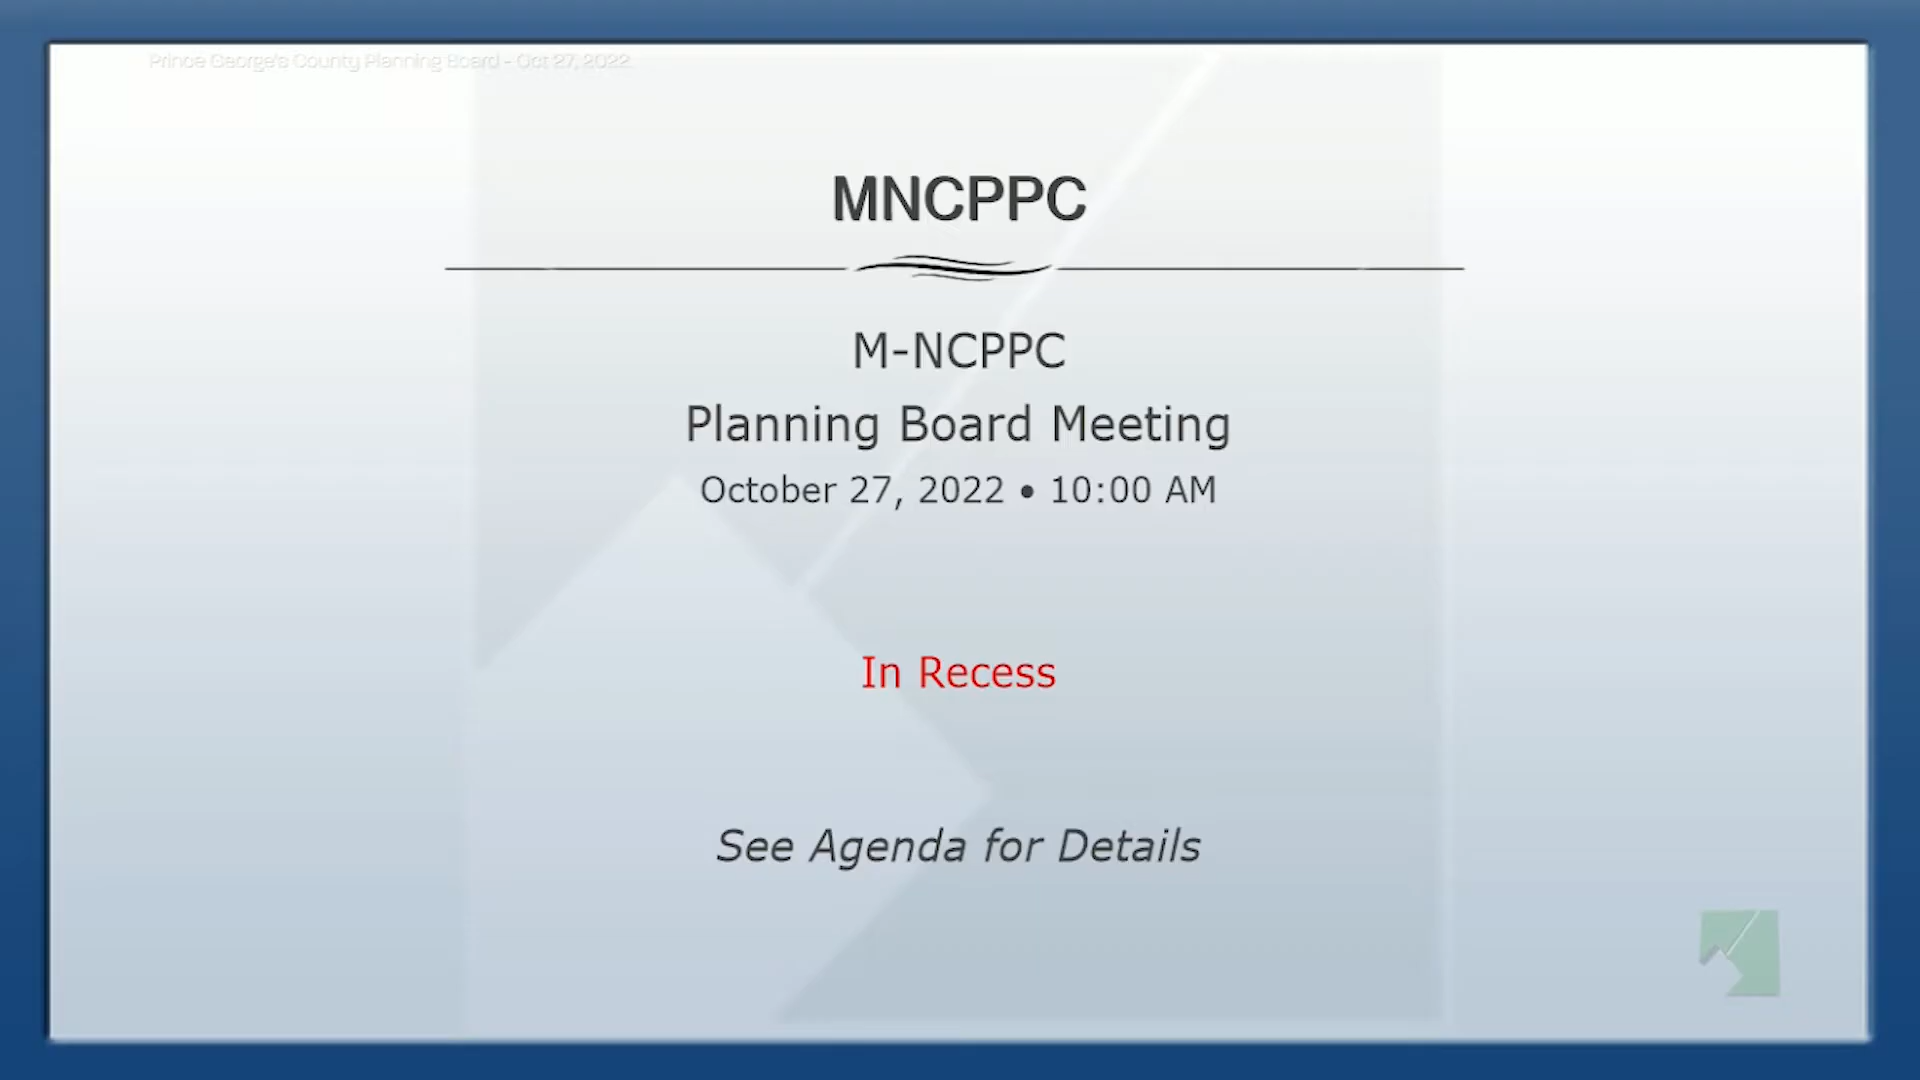 Prince George's County Planning Board - Oct 27, 2022
MNCPPC
M-NCPPC
Planning Board Meeting
October 27, 2022 • 10:00 AM
In Recess
See Agenda for Details